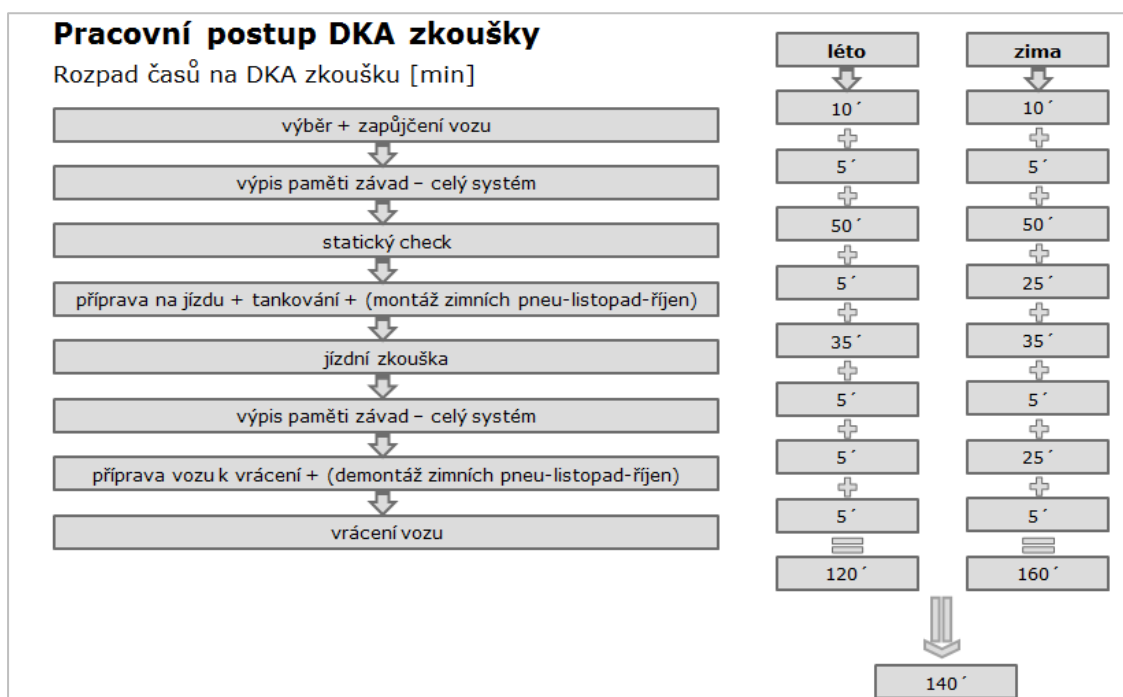 Pracovní postup DKA zkoušky
Rozpad časů na DKA zkoušku [min]
léto
zima
výběr + zapůjčení vozu
10´
10´
výpis paměti závad – celý systém
5´
5´
statický check
50´
50´
příprava na jízdu + tankování + (montáž zimních pneu-listopad-říjen)
5´
25´
jízdní zkouška
35´
35´
výpis paměti závad – celý systém
5´
5´
příprava vozu k vrácení + (demontáž zimních pneu-listopad-říjen)
5´
25´
vrácení vozu
5´
5´
120´
160´
140´